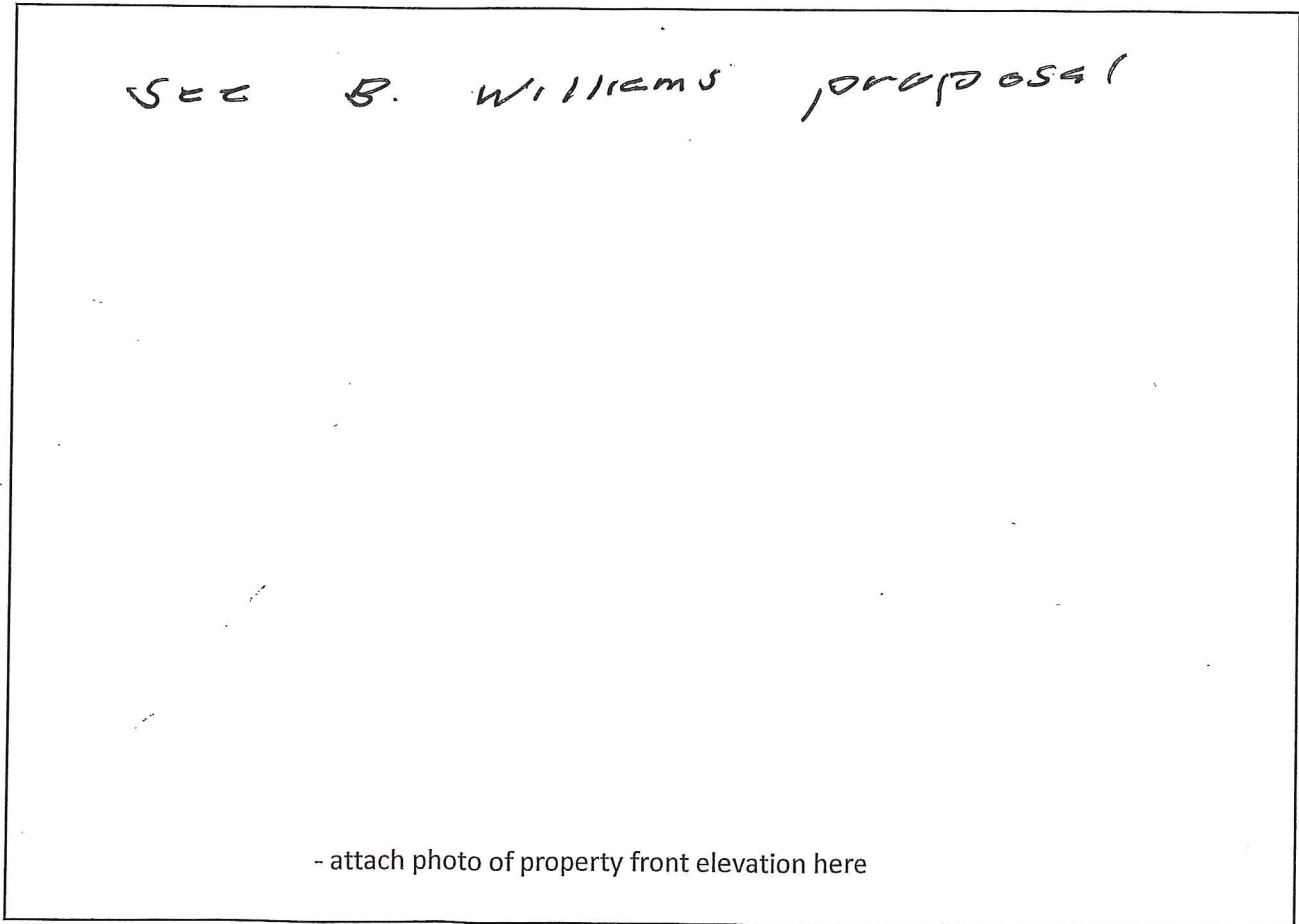 See B. Williams proposal
- attach photo of property front elevation here